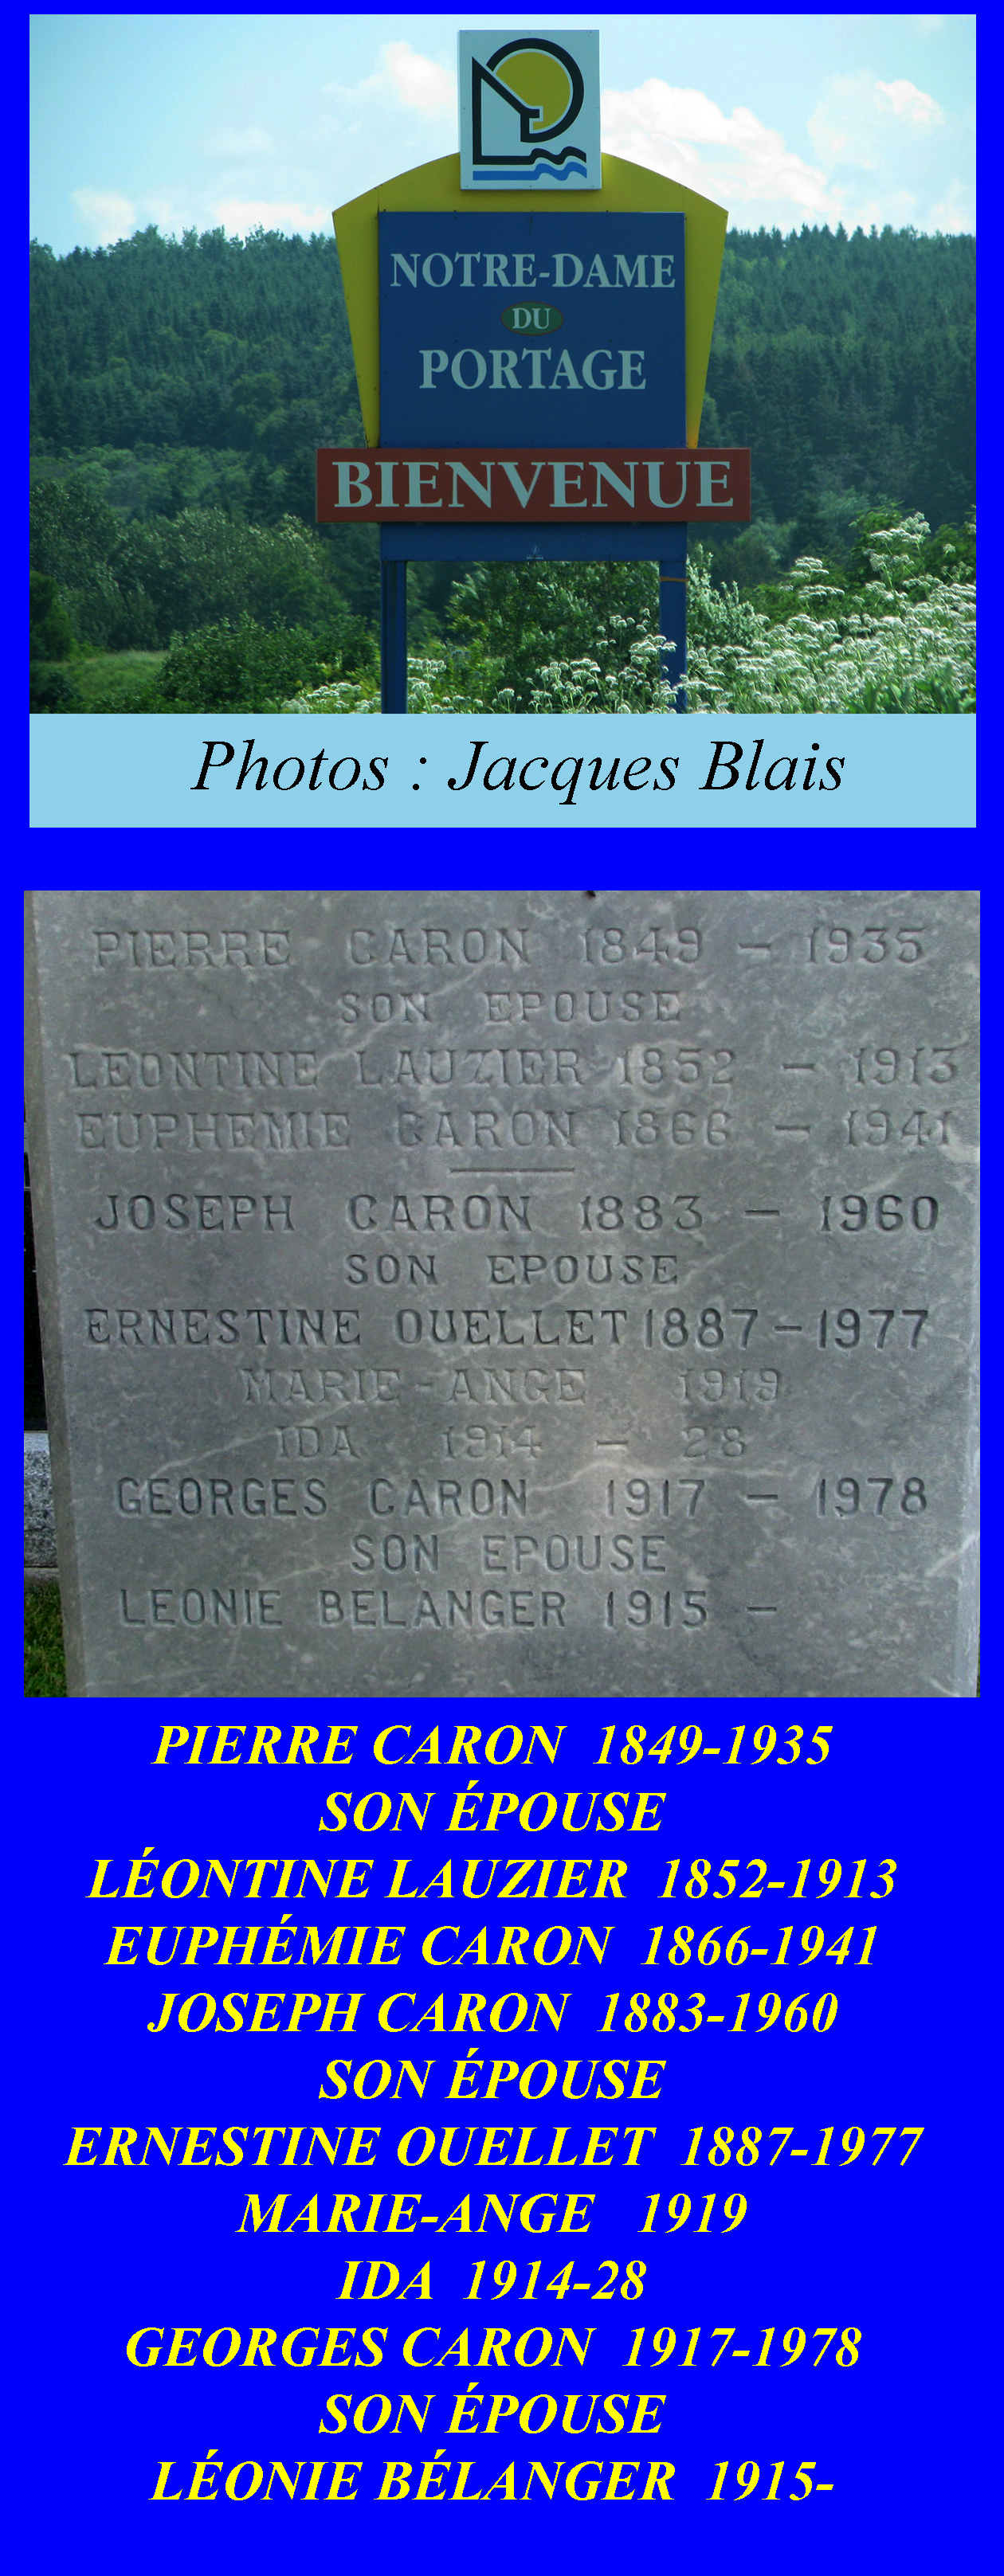 NOTRE-DAME
DU
PORTAGE
BIENVENUE
Photos : Jacques Blais
PIERRE CARON 1849 - 1935
SON EPOUSE
LEONTINE LAUZIER 1852 - 1913
EUPHEMIE CARON 1866 - 1941
JOSEPH CARON 1883 - 1960
SON EPOUSE
ERNESTINE OUELLET 1887-1977
MARIE-ANGE 1919
IDA 1914 - 28
GEORGES CARON 1917 - 1978
SON EPOUSE
LEONIE BELANGER 1915 -
PIERRE CARON 1849-1935
SON ÉPOUSE
LÉONTINE LAUZIER 1852-1913
EUPHÉMIE CARON 1866-1941
JOSEPH CARON 1883-1960
SON ÉPOUSE
ERNESTINE OUELLET 1887-1977
MARIE-ANGE 1919
IDA 1914-28
GEORGES CARON 1917-1978
SON ÉPOUSE
LÉONIE BÉLANGER 1915-